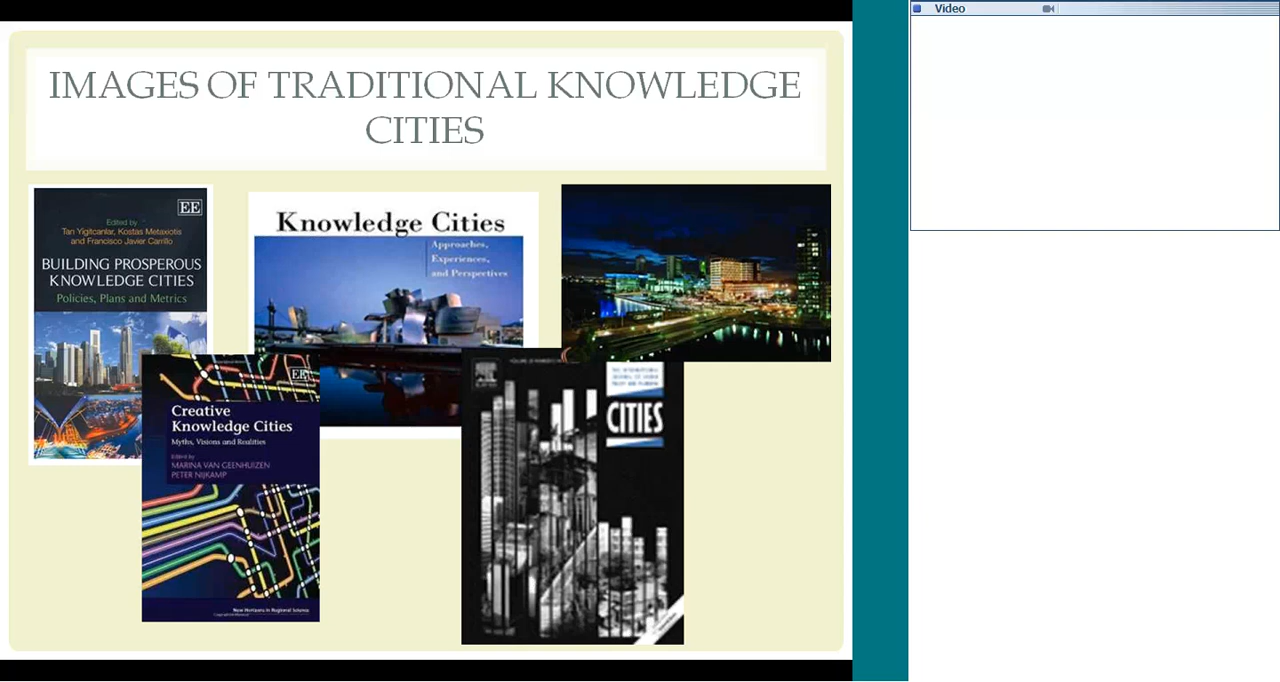 Video
IMAGES OF TRADITIONAL KNOWLEDGE
CITIES
EE
Edited by
Tan Yigitcanlar, Kostas Metaxiotis
and Francisco Javier Carrillo
BUILDING PROSPEROUS
KNOWLEDGE CITIES
Policies, Plans and Metrics
Knowledge Cities
Approaches,
Experiences,
and Perspectives
EE
Creative
Knowledge Cities
Myths, Visions and Realities
Edited by
MARINA VAN GEENHUIZEN
PETER NIJKAMP
New Horizons in Regional Science
CITIES